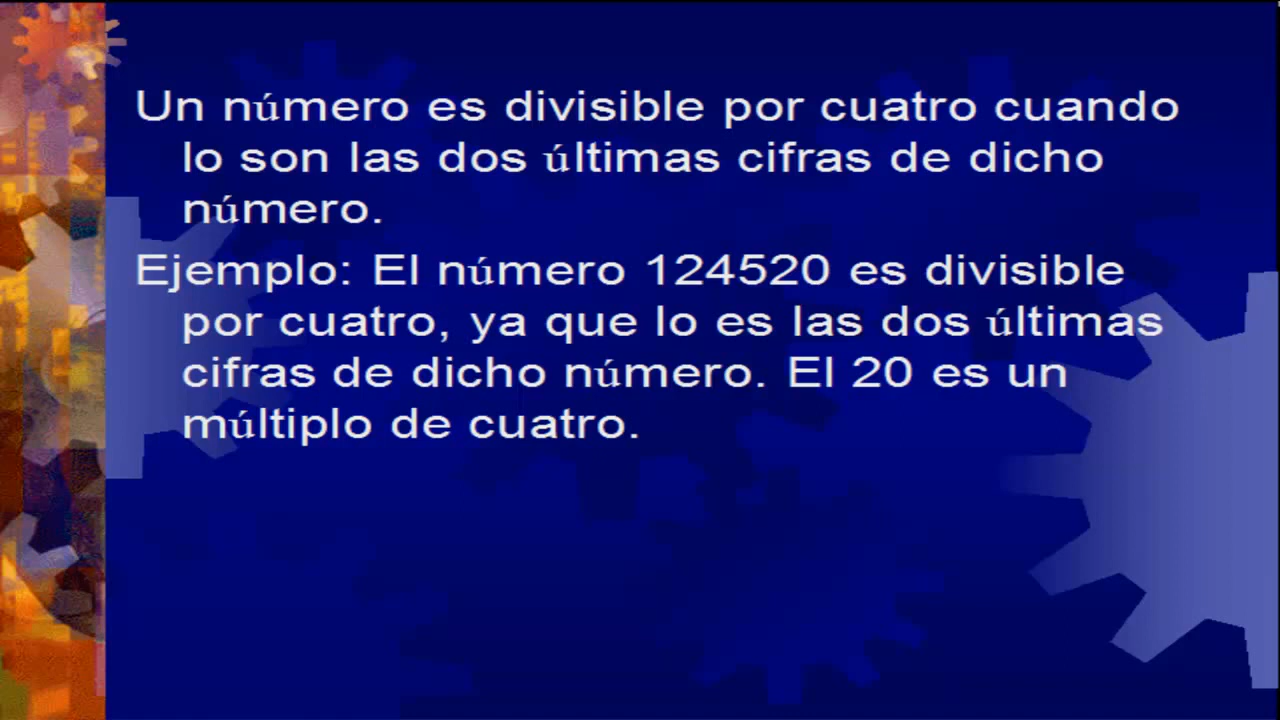 Un número es divisible por cuatro cuando
lo son las dos últimas cifras de dicho
número.
Ejemplo: El número 124520 es divisible
por cuatro, ya que lo es las dos últimas
cifras de dicho número. El 20 es un
múltiplo de cuatro.